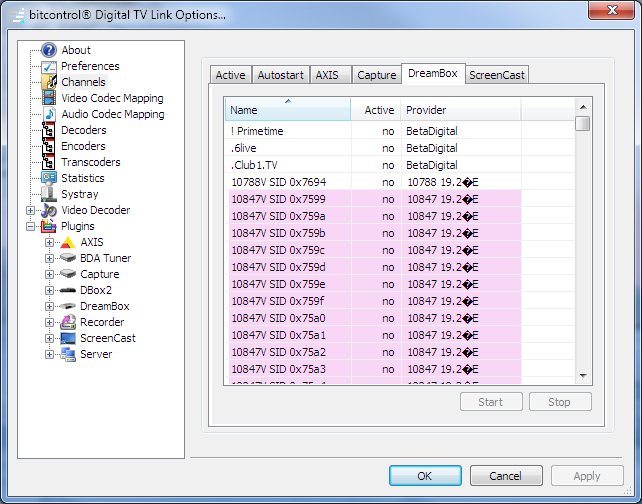 bitcontrol® Digital TV Link Options...
About
Preferences
Channels
Video Codec Mapping
Audio Codec Mapping
Decoders
Encoders
Transcoders
Statistics
Systray
Video Decoder
Plugins
AXIS
BDA Tuner
Capture
DBox2
DreamBox
Recorder
ScreenCast
Server
Active Autostart AXIS Capture DreamBox ScreenCast
Name Active Provider
! Primetime no BetaDigital
.6live no BetaDigital
.Club1.TV no BetaDigital
10788V SID 0x7694 no 10788 19.2�E
10847V SID 0x7599 no 10847 19.2�E
10847V SID 0x759a no 10847 19.2�E
10847V SID 0x759b no 10847 19.2�E
10847V SID 0x759c no 10847 19.2�E
10847V SID 0x759d no 10847 19.2�E
10847V SID 0x759e no 10847 19.2�E
10847V SID 0x759f no 10847 19.2�E
10847V SID 0x75a0 no 10847 19.2�E
10847V SID 0x75a1 no 10847 19.2�E
10847V SID 0x75a2 no 10847 19.2�E
10847V SID 0x75a3 no 10847 19.2�E
Start Stop
OK Cancel Apply